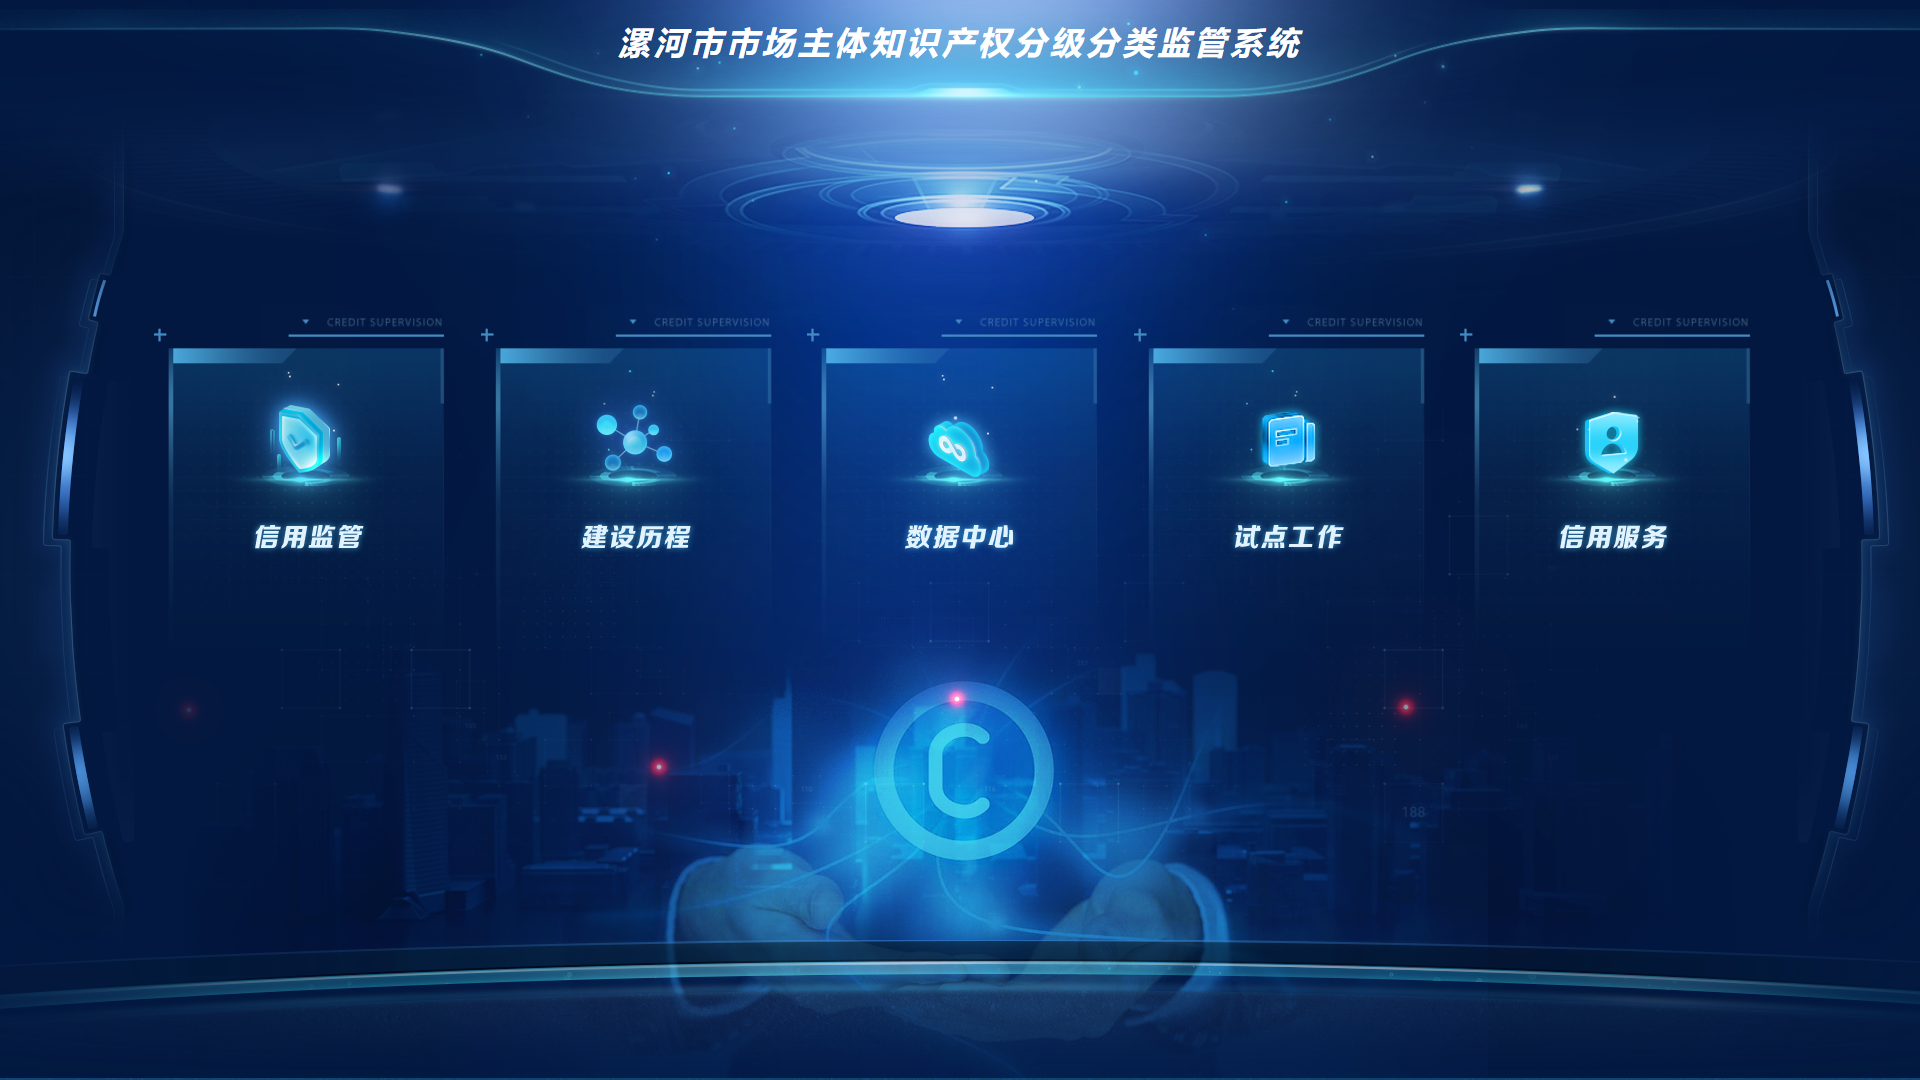 漯河市市场主体知识产权分级分类监管系统
CREDIT SUPERVISION
CREDIT SUPERVISION
CREDIT SUPERVISION
CREDIT SUPERVISION
CREDIT SUPERVISION
信用监管
建设历程
数据中心
试点工作
信用服务
C
188